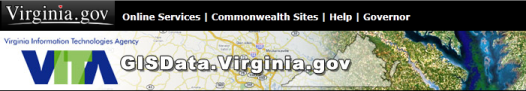 Virginia.gov Online Services | Commonwealth Sites | Help | Governor
Virginia Information Technologies Agency
VITA
GISData.Virginia.gov